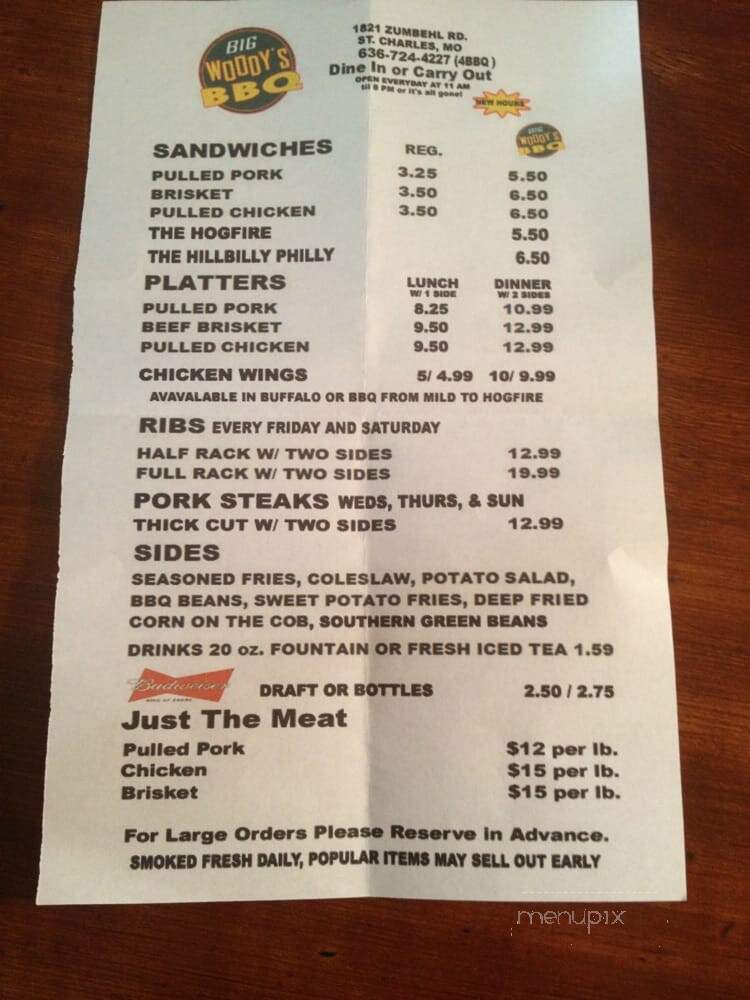 BIG
WOODY'S
BBQ
1821 ZUMBEHL RD.
ST. CHARLES, MO
636-724-4227 (4BBQ)
Dine In or Carry Out
OPEN EVERYDAY AT 11 AM
til 8 PM or it's all gone!
NEW HOURS
SANDWICHES REG. BIG WOODY'S BBQ
PULLED PORK 3.25 5.50
BRISKET 3.50 6.50
PULLED CHICKEN 3.50 6.50
THE HOGFIRE 5.50
THE HILLBILLY PHILLY 6.50
PLATTERS LUNCH DINNER
W/ 1 SIDE W/ 2 SIDES
PULLED PORK 8.25 10.99
BEEF BRISKET 9.50 12.99
PULLED CHICKEN 9.50 12.99
CHICKEN WINGS 5/ 4.99 10/ 9.99
AVAVALABLE IN BUFFALO OR BBQ FROM MILD TO HOGFIRE
RIBS EVERY FRIDAY AND SATURDAY
HALF RACK W/ TWO SIDES 12.99
FULL RACK W/ TWO SIDES 19.99
PORK STEAKS WEDS, THURS, & SUN
THICK CUT W/ TWO SIDES 12.99
SIDES
SEASONED FRIES, COLESLAW, POTATO SALAD,
BBQ BEANS, SWEET POTATO FRIES, DEEP FRIED
CORN ON THE COB, SOUTHERN GREEN BEANS
DRINKS 20 oz. FOUNTAIN OR FRESH ICED TEA 1.59
Budweiser DRAFT OR BOTTLES 2.50 / 2.75
KING OF BEERS
Just The Meat
Pulled Pork $12 per lb.
Chicken $15 per lb.
Brisket $15 per lb.
For Large Orders Please Reserve in Advance.
SMOKED FRESH DAILY, POPULAR ITEMS MAY SELL OUT EARLY
menupix